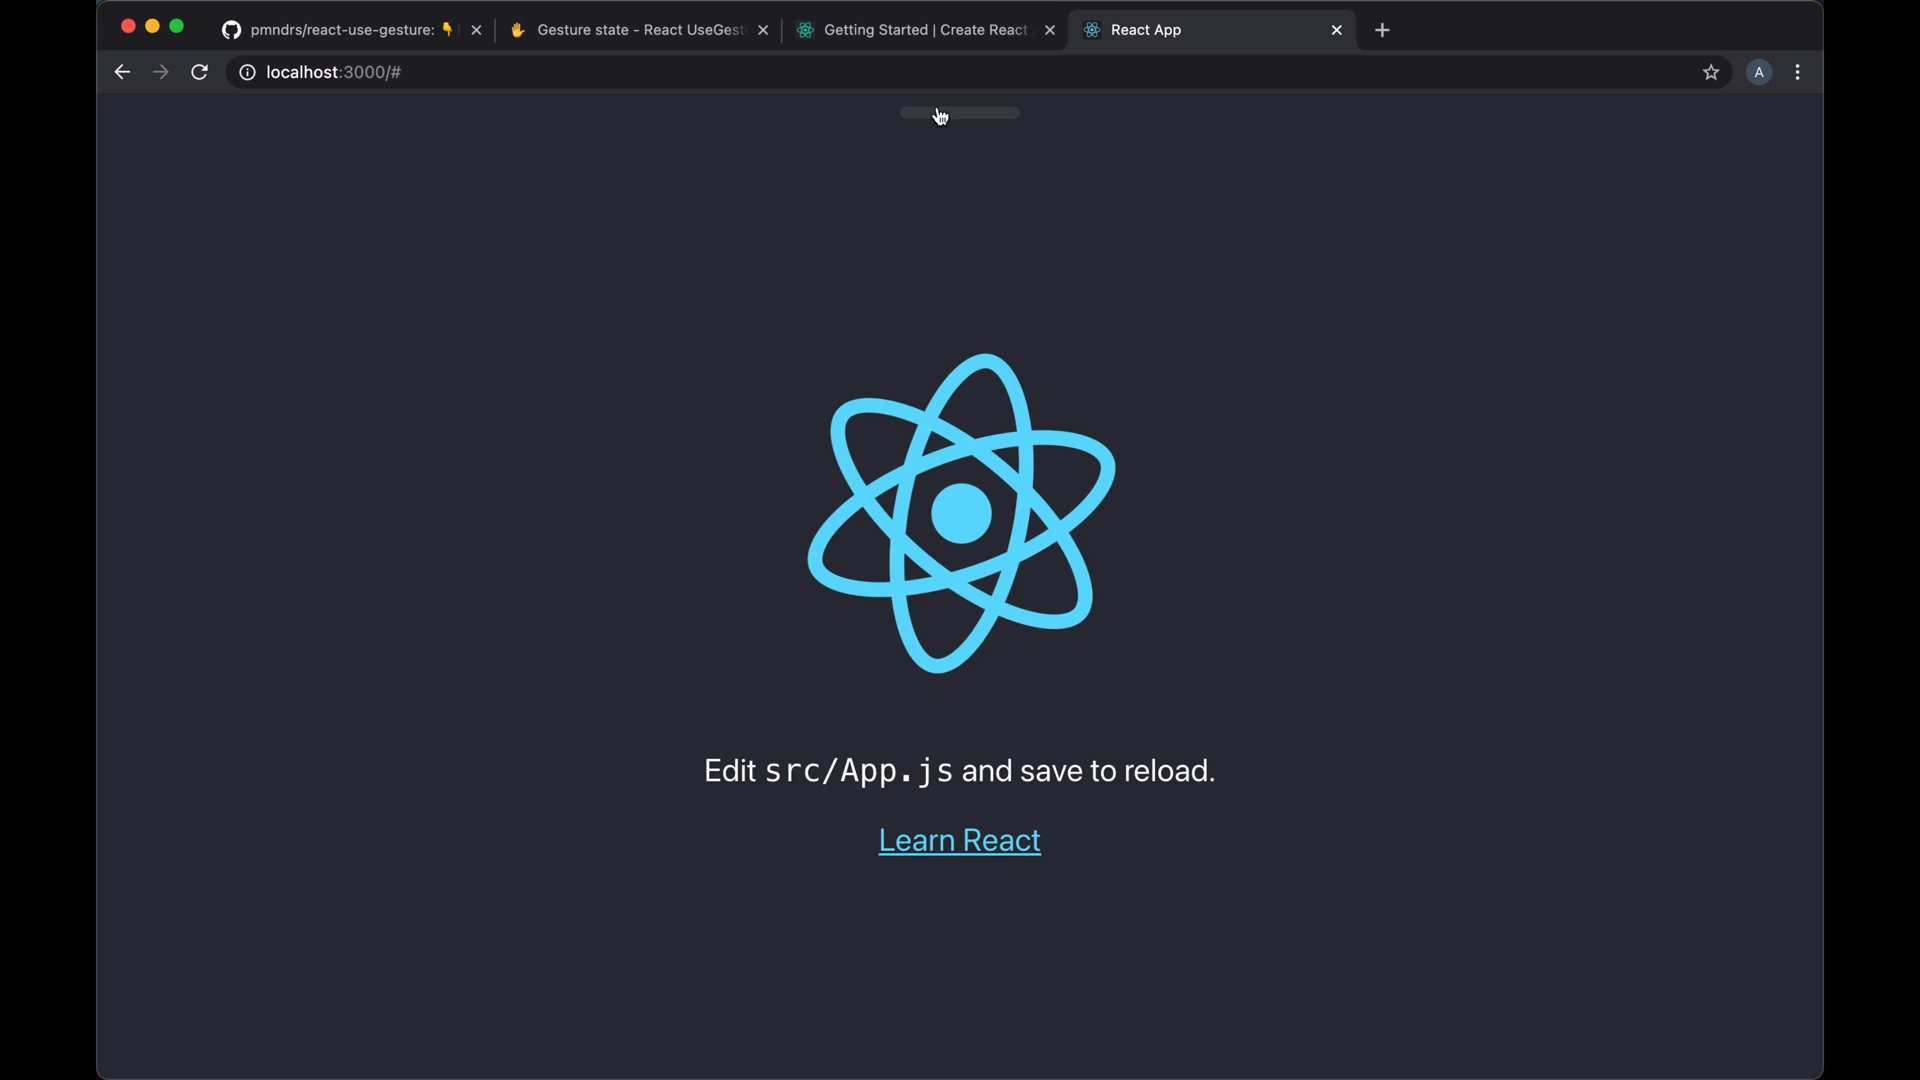 pmndrs/react-use-gesture: 👇
Gesture state - React UseGest
Getting Started | Create React
React App
localhost:3000/#
A
Edit src/App.js and save to reload.
Learn React